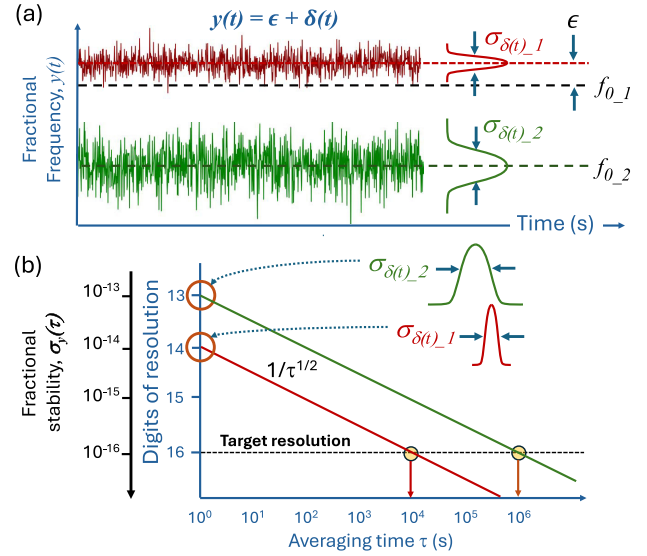 (a)
y(t) = ϵ + δ(t)
Fractional
Frequency, y(t)
σδ(t)_1
ϵ
f0_1
σδ(t)_2
f0_2
Time (s)
(b)
Fractional
stability, σy(τ)
10-13
10-14
10-15
10-16
Digits of resolution
13
14
15
16
σδ(t)_2
σδ(t)_1
1/τ1/2
Target resolution
10⁰ 10¹ 10² 10³ 10⁴ 10⁵ 10⁶ 10⁷
Averaging time τ (s)